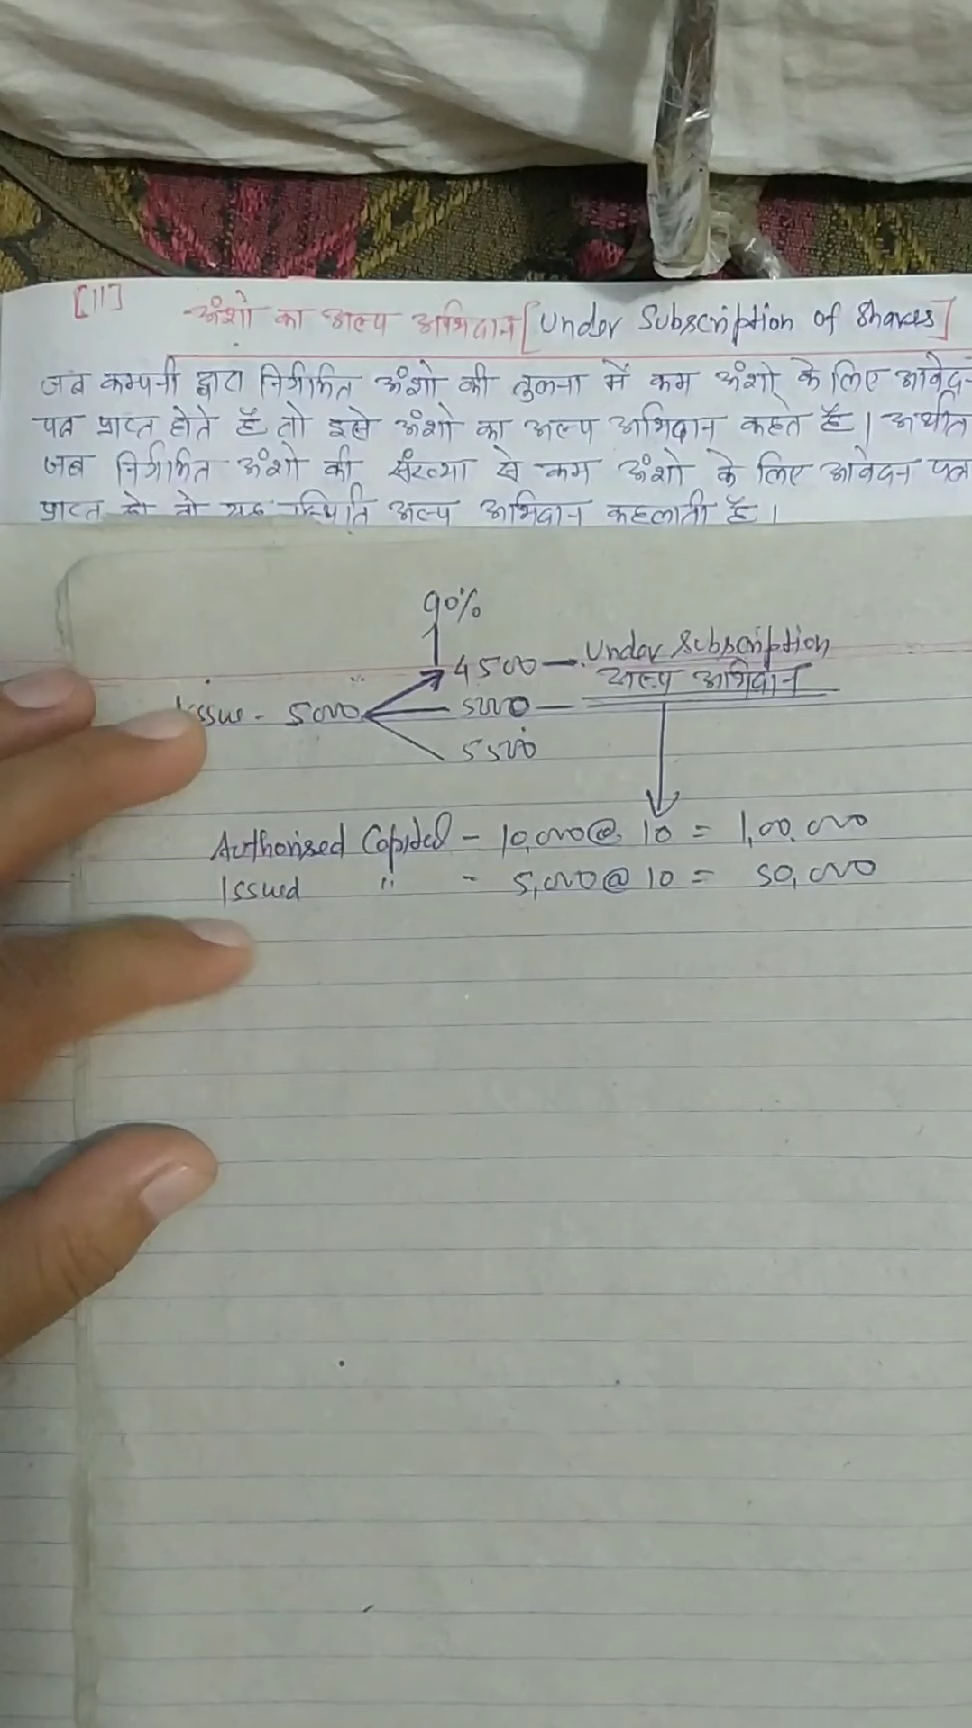 [11] अंशो का अल्प अभिदान [Under Subscription of Shares]
जब कम्पनी द्वारा निर्गमित अंशो की तुलना में कम अंशो के लिए आवेदन
पत्र प्राप्त होते हैं तो इसे अंशो का अल्प अभिदान कहते हैं। अर्थात
जब निर्गमित अंशो की संख्या से कम अंशो के लिए आवेदन पत्र
प्राप्त हो तो यह स्थिति अल्प अभिदान कहलाती है।
90%
4500 — Under Subscription
अल्प अभिदान
Issue - 5000 5000 —
5500
Authorised Capital - 10,000 @ 10 = 1,00,000
Issued " - 5,000 @ 10 = 50,000